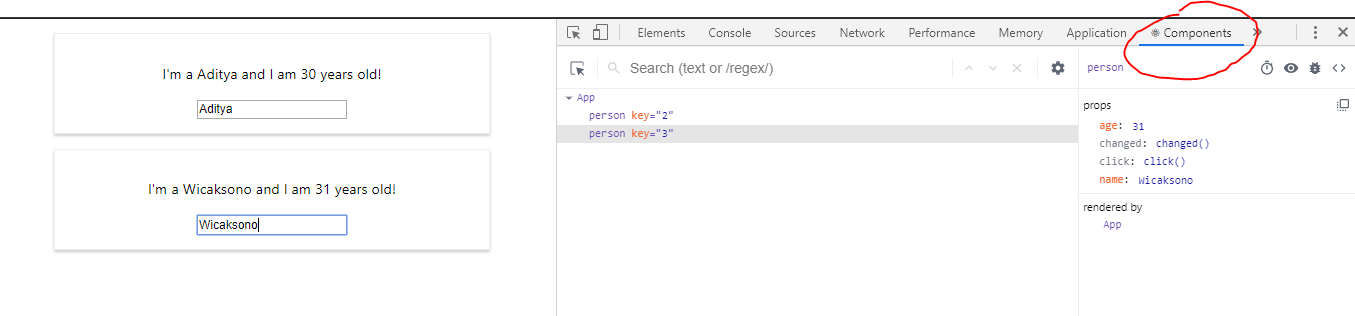 I'm a Aditya and I am 30 years old!
Aditya
I'm a Wicaksono and I am 31 years old!
Wicaksono
Elements Console Sources Network Performance Memory Application Components »
Search (text or /regex/)
App
person key="2"
person key="3"
person
props
age: 31
changed: changed()
click: click()
name: Wicaksono
rendered by
App